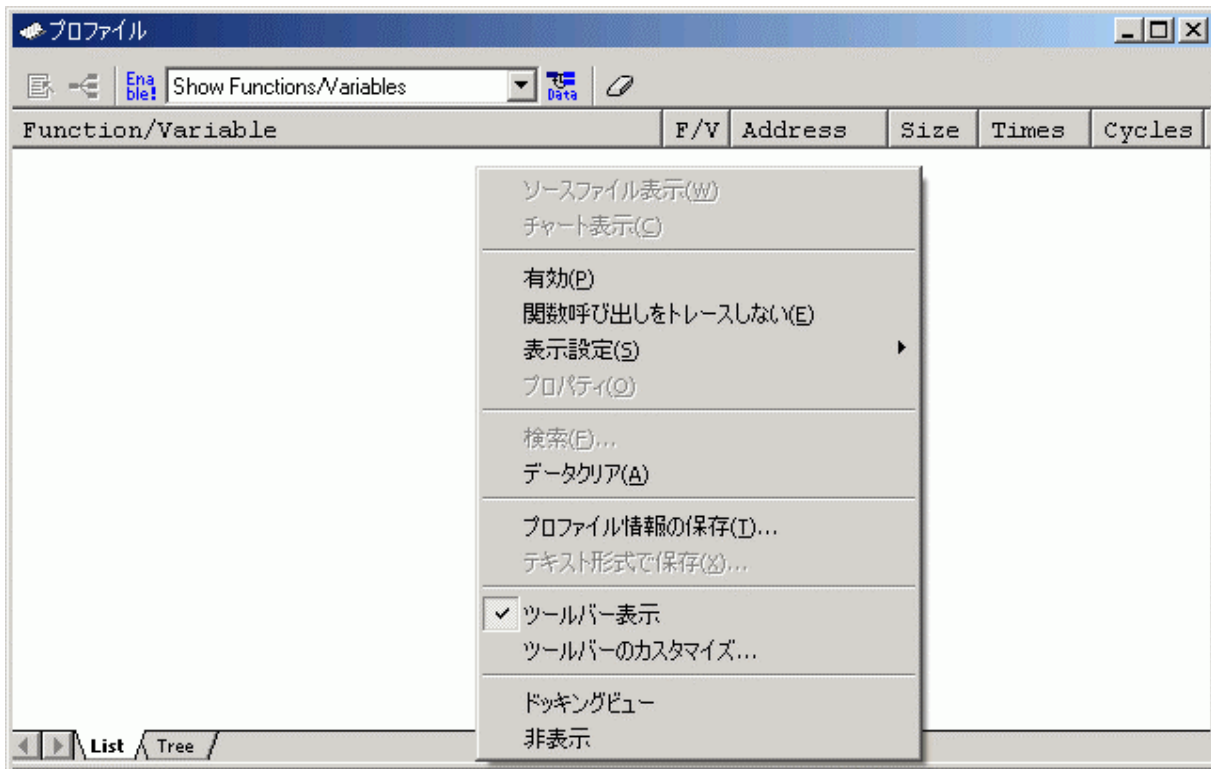 プロファイル
Ena
ble! Show Functions/Variables Data
Function/Variable F/V Address Size Times Cycles
ソースファイル表示(W)
チャート表示(C)
有効(P)
関数呼び出しをトレースしない(E)
表示設定(S)
プロパティ(O)
検索(F)...
データクリア(A)
プロファイル情報の保存(T)...
テキスト形式で保存(X)...
ツールバー表示
ツールバーのカスタマイズ...
ドッキングビュー
非表示
List Tree